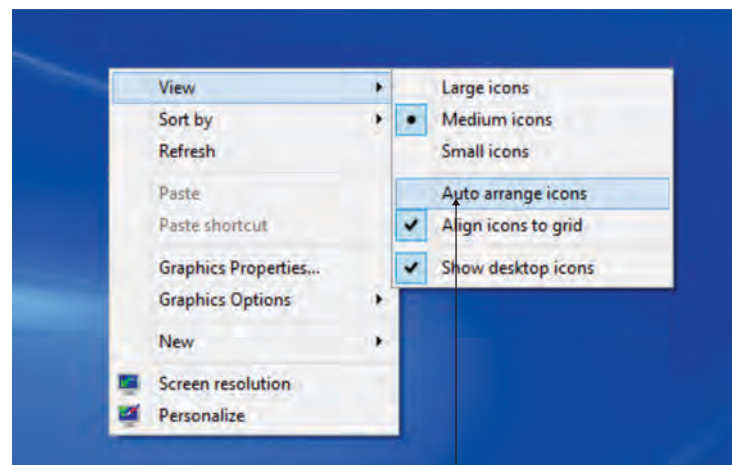 View
Sort by
Refresh
Paste
Paste shortcut
Graphics Properties...
Graphics Options
New
Screen resolution
Personalize
Large icons
Medium icons
Small icons
Auto arrange icons
Align icons to grid
Show desktop icons